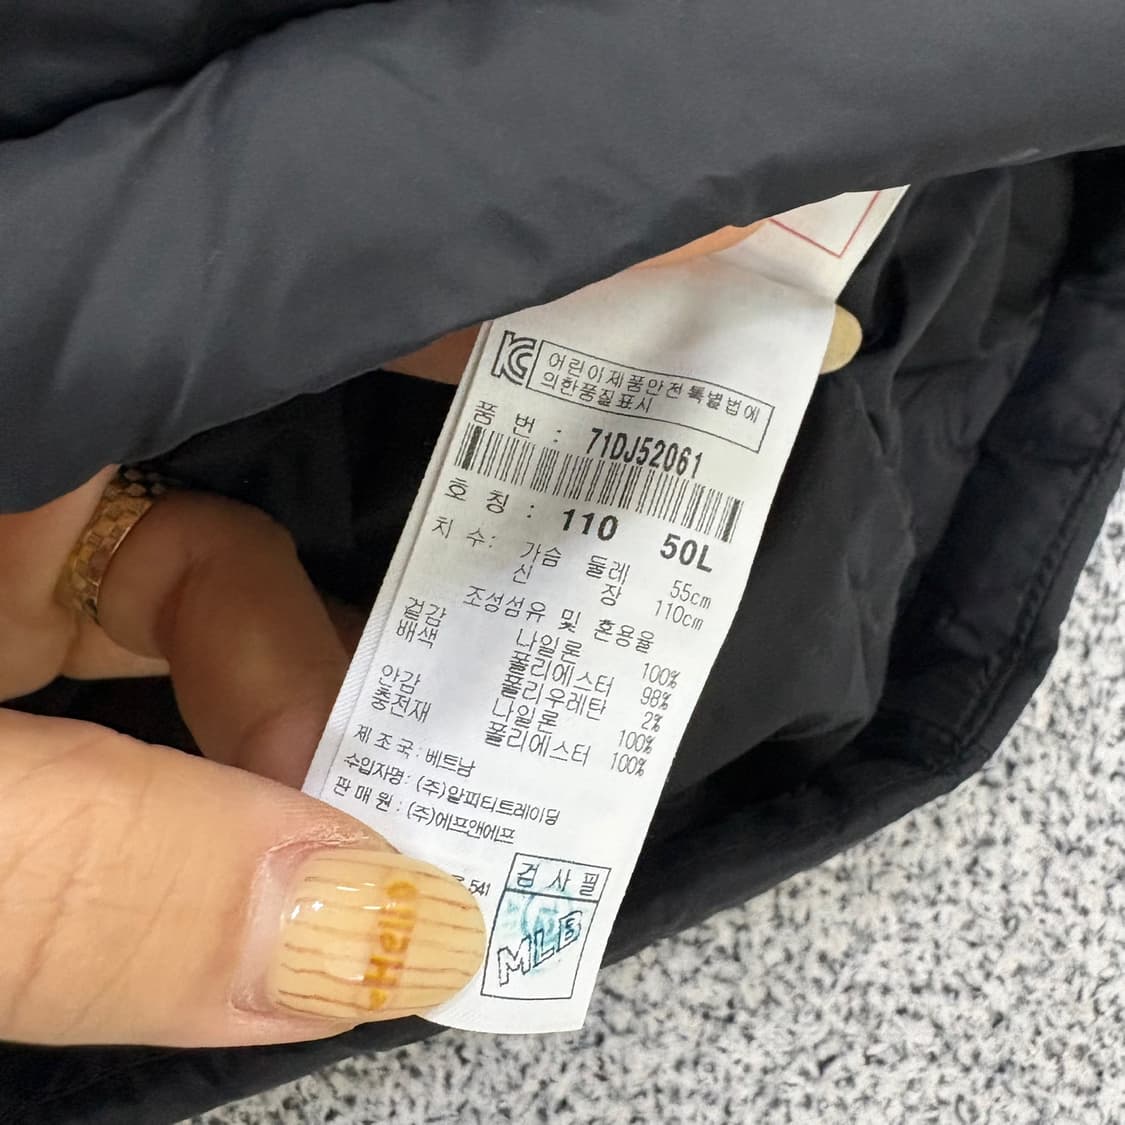 KC 어린이제품안전특별법에
의한품질표시
품 번 : 71DJ52061
호 칭 : 110 50L
치 수: 가슴 둘레 55cm
신 장 110cm
조성섬유 및 혼용율
겉감 나일론 100%
배색 폴리에스터 98%
폴리우레탄 2%
안감 나일론 100%
충전재 폴리에스터 100%
제 조 국 : 베트남
수입자명 : (주)알피티트레이딩
판 매 원 : (주)에프앤에프
541
검 사 필
MLB
Hello